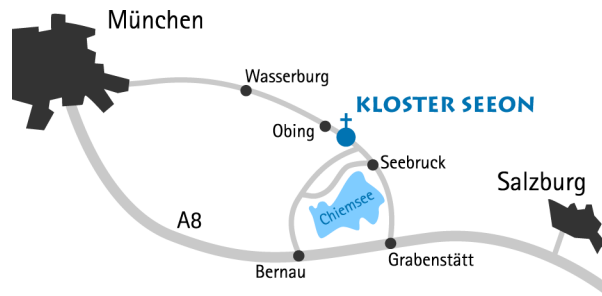 München
Wasserburg
KLOSTER SEEON
Obing
Seebruck
Salzburg
Chiemsee
A8
Grabenstätt
Bernau